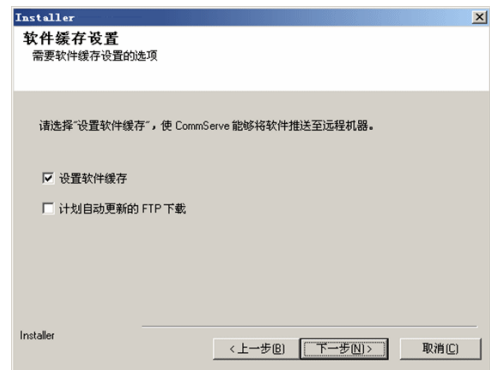 Installer
软件缓存设置
需要软件缓存设置的选项
请选择“设置软件缓存”，使 CommServe 能够将软件推送至远程机器。
设置软件缓存
计划自动更新的 FTP 下载
Installer
<上一步(B) 下一步(N)> 取消(C)